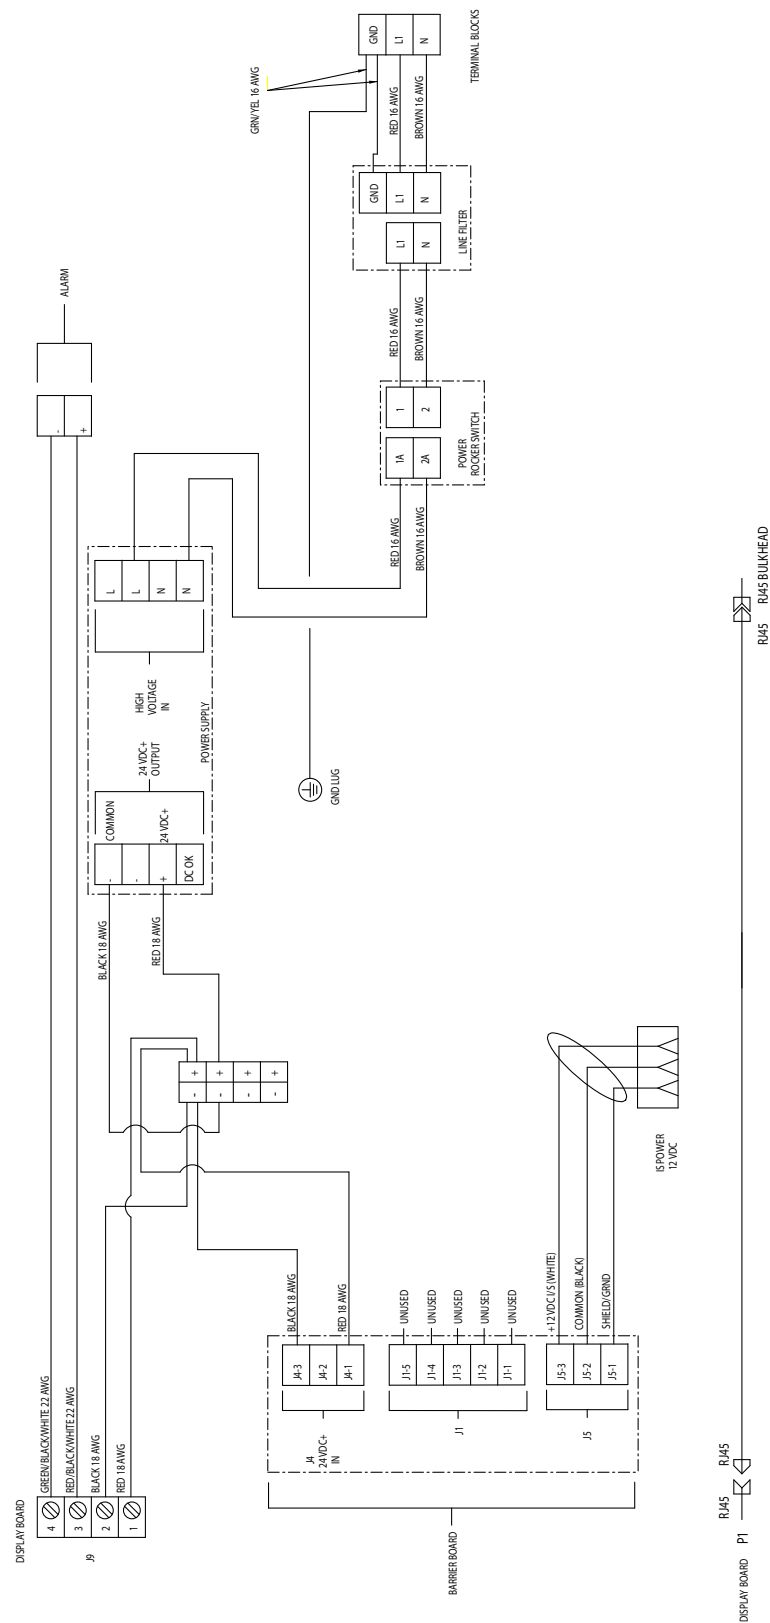 DISPLAY BOARD
J9
4
3
2
1
GREEN/BLACK/WHITE 22 AWG
RED/BLACK/WHITE 22 AWG
BLACK 18 AWG
RED 18 AWG
-
+
ALARM
BLACK 18 AWG
RED 18 AWG
-
-
+
DC OK
COMMON
24 VDC+
24 VDC+
OUTPUT
HIGH
VOLTAGE
IN
POWER SUPPLY
L
L
N
N
- +
- +
- +
- +
GND LUG
GRN/YEL 16 AWG
RED 16 AWG
BROWN 16 AWG
1A
2A
1
2
POWER
ROCKER SWITCH
RED 16 AWG
BROWN 16 AWG
L1
N
GND
L1
N
LINE FILTER
RED 16 AWG
BROWN 16 AWG
GND
L1
N
TERMINAL BLOCKS
BARRIER BOARD
J4
24 VDC+
IN
J4-3
J4-2
J4-1
BLACK 18 AWG
RED 18 AWG
J1
J1-5
J1-4
J1-3
J1-2
J1-1
UNUSED
UNUSED
UNUSED
UNUSED
UNUSED
J5
J5-3
J5-2
J5-1
+12 VDC I/S (WHITE)
COMMON (BLACK)
SHIELD/GRND
IS POWER
12 VDC
DISPLAY BOARD P1
RJ45
RJ45
RJ45
RJ45 BULKHEAD